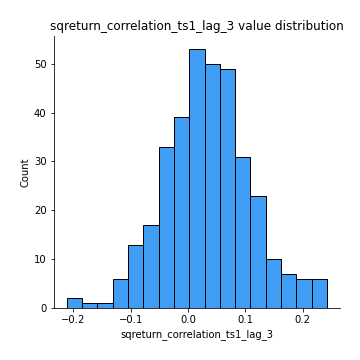 sqreturn_correlation_ts1_lag_3 value distribution
50
40
30
20
10
0
Count
−0.2 −0.1 0.0 0.1 0.2
sqreturn_correlation_ts1_lag_3